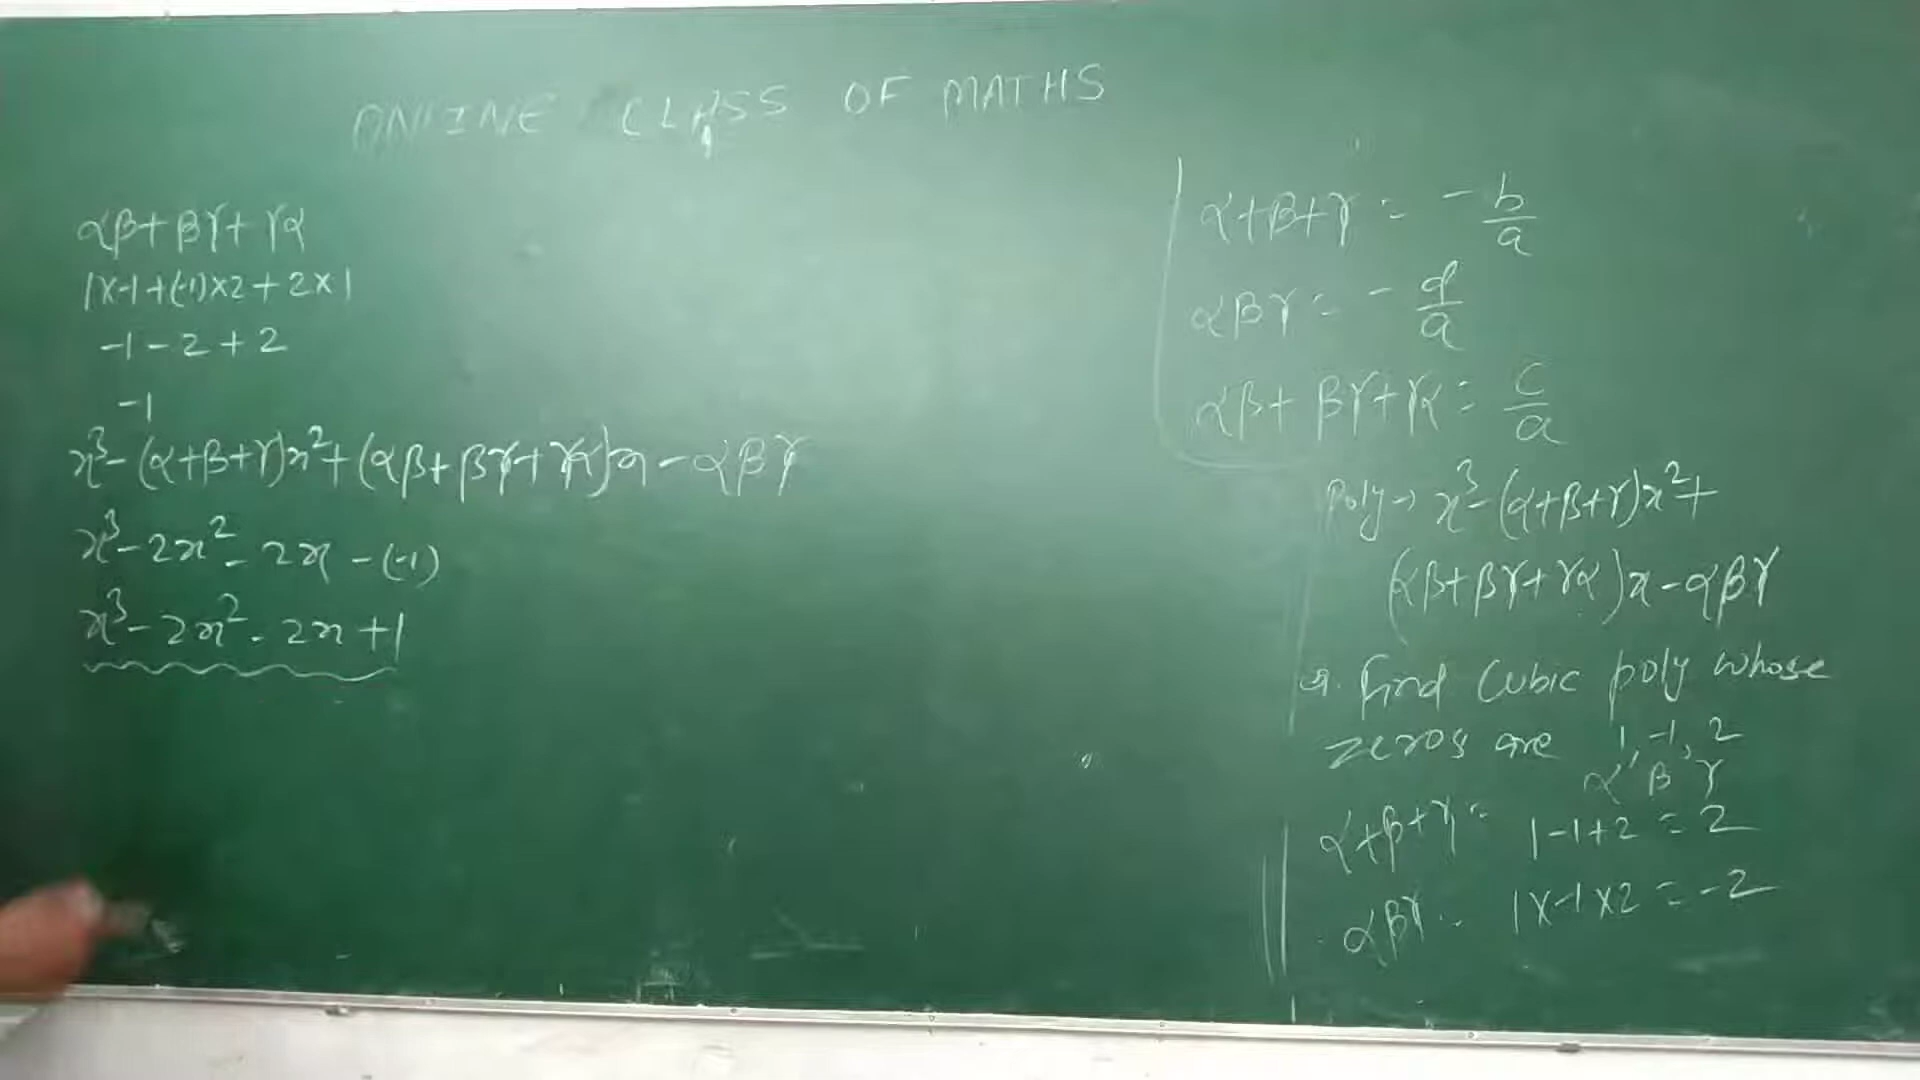 ONLINE CLASS OF MATHS
αβ+βγ+γα
1×-1+(-1)×2+2×1
-1-2+2
-1
x³-(α+β+γ)x²+(αβ+βγ+γα)x-αβγ
x³-2x²-2x-(-1)
x³-2x²-2x+1
α+β+γ = -b/a
αβγ = -d/a
αβ+βγ+γα = c/a
Poly→ x³-(α+β+γ)x²+
(αβ+βγ+γα)x-αβγ
Q. Find Cubic poly whose
zeros are 1, -1, 2
α, β, γ
α+β+γ = 1-1+2 = 2
αβγ = 1×-1×2 = -2